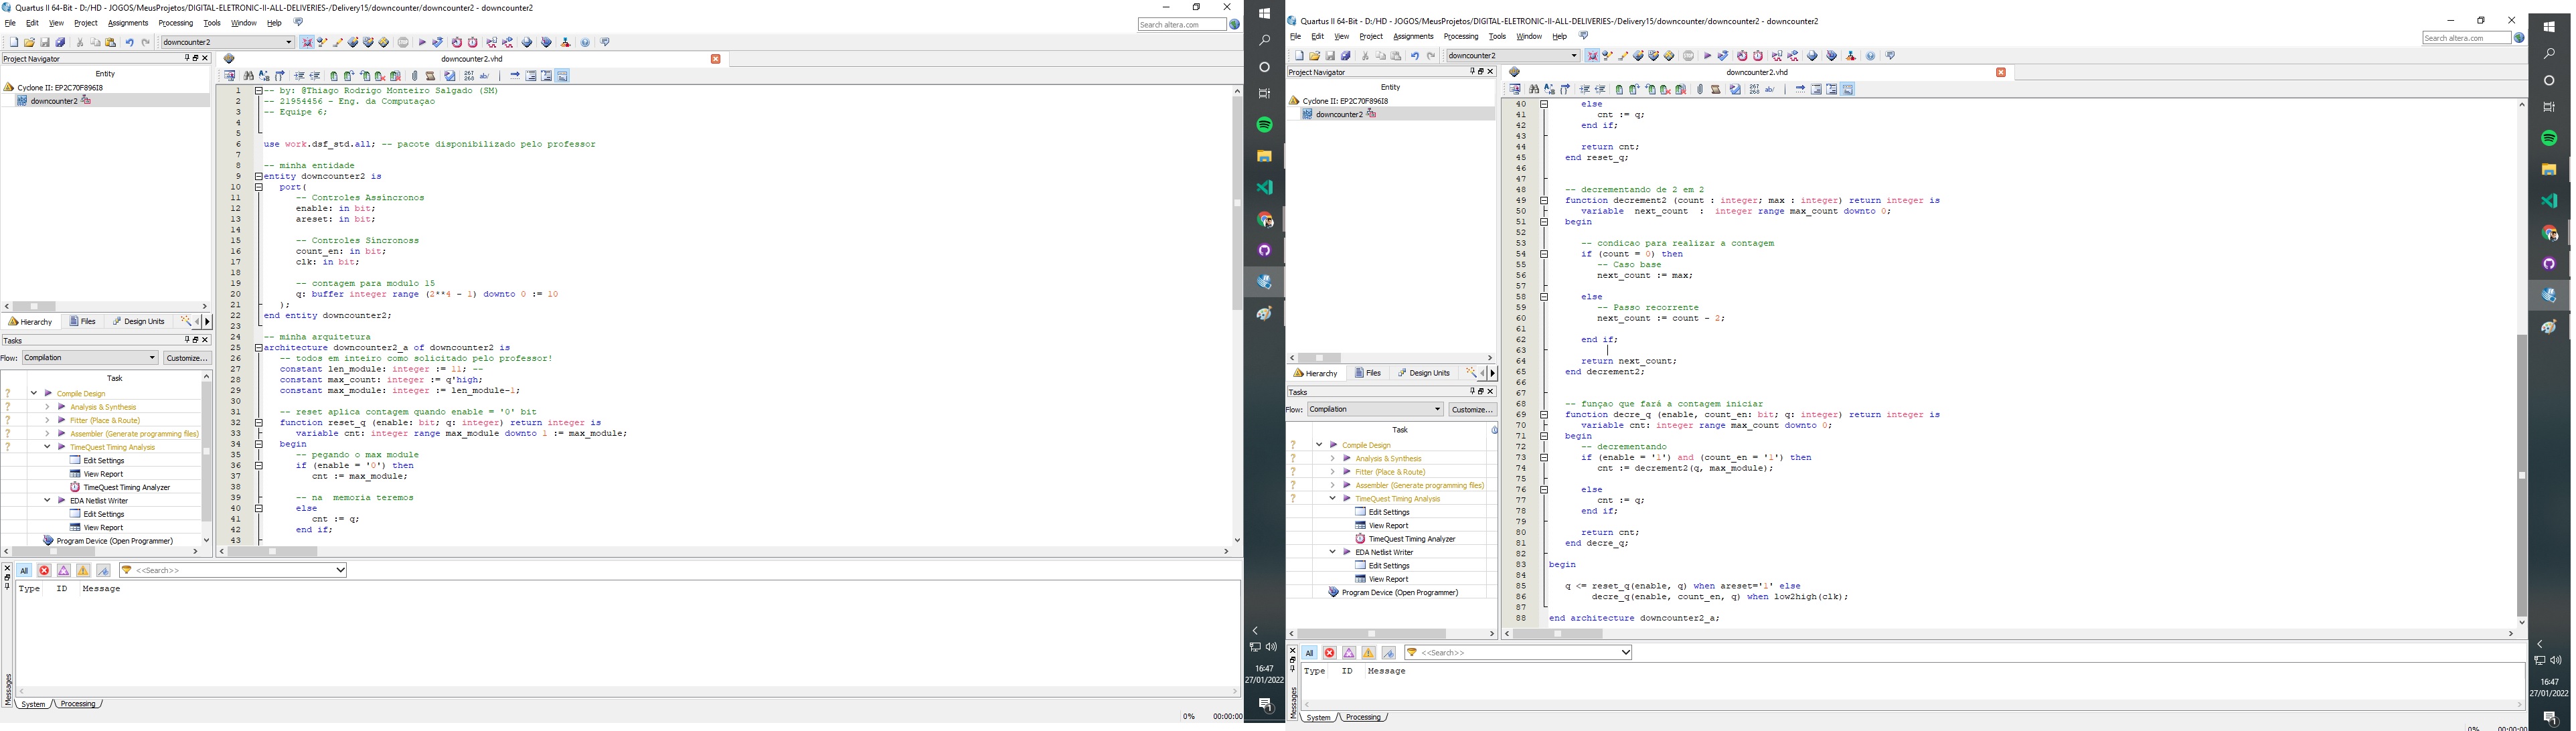 Quartus II 64-Bit - D:/HD - JOGOS/MeusProjetos/DIGITAL-ELETRONIC-II-ALL-DELIVERIES-/Delivery15/downcounter/downcounter2 - downcounter2
File Edit View Project Assignments Processing Tools Window Help
Search altera.com
downcounter2
Project Navigator
Entity
Cyclone II: EP2C70F896I8
downcounter2
Hierarchy Files Design Units
Tasks
Flow: Compilation Customize...
Task
Compile Design
Analysis & Synthesis
Fitter (Place & Route)
Assembler (Generate programming files)
TimeQuest Timing Analysis
Edit Settings
View Report
TimeQuest Timing Analyzer
EDA Netlist Writer
Edit Settings
View Report
Program Device (Open Programmer)
downcounter2.vhd
1 -- by: @Thiago Rodrigo Monteiro Salgado (SM)
2 -- 21954456 - Eng. da Computaçao
3 -- Equipe 6;
4
5
6 use work.dsf_std.all; -- pacote disponibilizado pelo professor
7
8 -- minha entidade
9 entity downcounter2 is
10 port(
11 -- Controles Assincronos
12 enable: in bit;
13 areset: in bit;
14
15 -- Controles Sincronoss
16 count_en: in bit;
17 clk: in bit;
18
19 -- contagem para modulo 15
20 q: buffer integer range (2**4 - 1) downto 0 := 10
21 );
22 end entity downcounter2;
23
24 -- minha arquitetura
25 architecture downcounter2_a of downcounter2 is
26 -- todos em inteiro como solicitado pelo professor!
27 constant len_module: integer := 11; --
28 constant max_count: integer := q'high;
29 constant max_module: integer := len_module-1;
30
31 -- reset aplica contagem quando enable = '0' bit
32 function reset_q (enable: bit; q: integer) return integer is
33 variable cnt: integer range max_module downto 1 := max_module;
34 begin
35 -- pegando o max module
36 if (enable = '0') then
37 cnt := max_module;
38
39 -- na memoria teremos
40 else
41 cnt := q;
42 end if;
43
All <<Search>>
Type ID Message
Messages
System Processing
0% 00:00:00
16:47
27/01/2022
1
Quartus II 64-Bit - D:/HD - JOGOS/MeusProjetos/DIGITAL-ELETRONIC-II-ALL-DELIVERIES-/Delivery15/downcounter/downcounter2 - downcounter2
File Edit View Project Assignments Processing Tools Window Help
Search altera.com
downcounter2
Project Navigator
Entity
Cyclone II: EP2C70F896I8
downcounter2
Hierarchy Files Design Units
Tasks
Flow: Compilation Customize...
Task
Compile Design
Analysis & Synthesis
Fitter (Place & Route)
Assembler (Generate programming files)
TimeQuest Timing Analysis
Edit Settings
View Report
TimeQuest Timing Analyzer
EDA Netlist Writer
Edit Settings
View Report
Program Device (Open Programmer)
downcounter2.vhd
40 else
41 cnt := q;
42 end if;
43
44 return cnt;
45 end reset_q;
46
47
48 -- decrementando de 2 em 2
49 function decrement2 (count : integer; max : integer) return integer is
50 variable next_count : integer range max_count downto 0;
51 begin
52
53 -- condicao para realizar a contagem
54 if (count = 0) then
55 -- Caso base
56 next_count := max;
57
58 else
59 -- Passo recorrente
60 next_count := count - 2;
61
62 end if;
63
64 return next_count;
65 end decrement2;
66
67
68 -- funçao que fará a contagem iniciar
69 function decre_q (enable, count_en: bit; q: integer) return integer is
70 variable cnt: integer range max_count downto 0;
71 begin
72 -- decrementando
73 if (enable = '1') and (count_en = '1') then
74 cnt := decrement2(q, max_module);
75
76 else
77 cnt := q;
78 end if;
79
80 return cnt;
81 end decre_q;
82
83 begin
84
85 q <= reset_q(enable, q) when areset='1' else
86 decre_q(enable, count_en, q) when low2high(clk);
87
88 end architecture downcounter2_a;
All <<Search>>
Type ID Message
Messages
System Processing
0% 00:00:00
16:47
27/01/2022
1